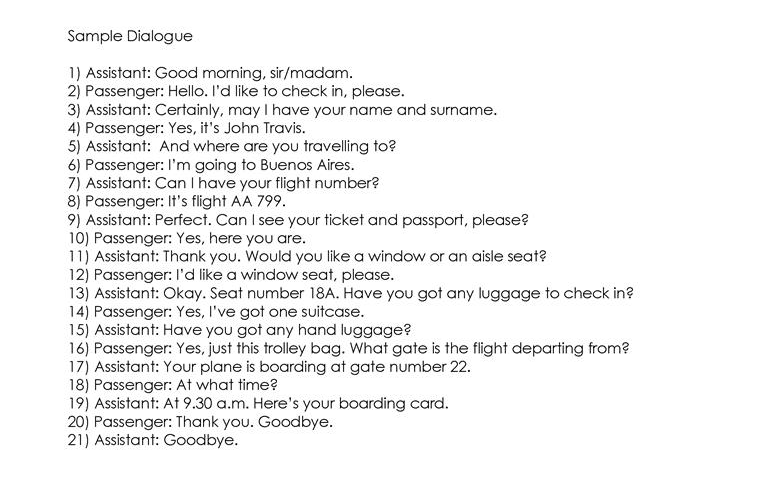 Sample Dialogue
1) Assistant: Good morning, sir/madam.
2) Passenger: Hello. I'd like to check in, please.
3) Assistant: Certainly, may I have your name and surname.
4) Passenger: Yes, it's John Travis.
5) Assistant:  And where are you travelling to?
6) Passenger: I'm going to Buenos Aires.
7) Assistant: Can I have your flight number?
8) Passenger: It's flight AA 799.
9) Assistant: Perfect. Can I see your ticket and passport, please?
10) Passenger: Yes, here you are.
11) Assistant: Thank you. Would you like a window or an aisle seat?
12) Passenger: I'd like a window seat, please.
13) Assistant: Okay. Seat number 18A. Have you got any luggage to check in?
14) Passenger: Yes, I've got one suitcase.
15) Assistant: Have you got any hand luggage?
16) Passenger: Yes, just this trolley bag. What gate is the flight departing from?
17) Assistant: Your plane is boarding at gate number 22.
18) Passenger: At what time?
19) Assistant: At 9.30 a.m. Here's your boarding card.
20) Passenger: Thank you. Goodbye.
21) Assistant: Goodbye.